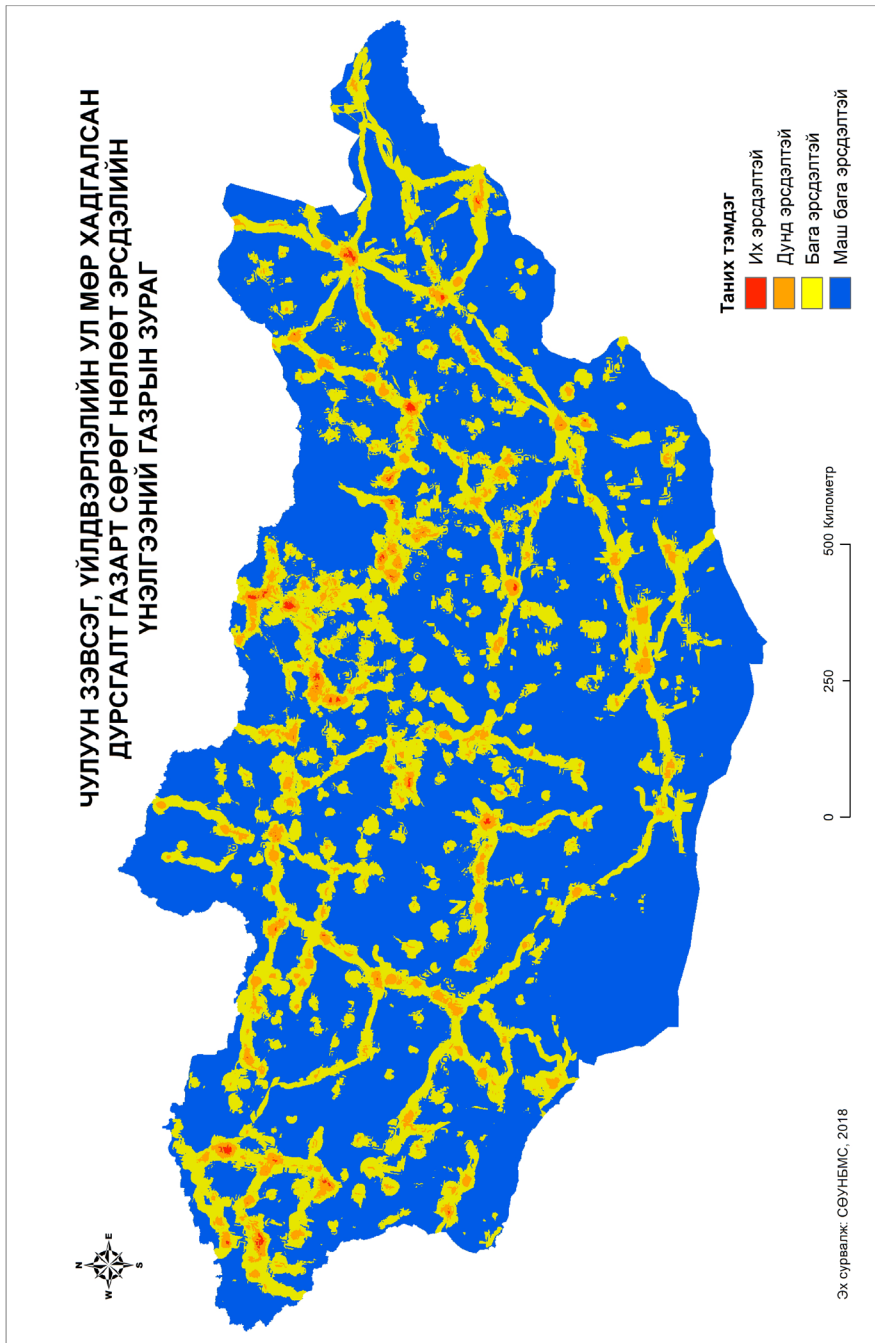 ЧУЛУУН ЗЭВСЭГ, ҮЙЛДВЭРЛЭЛИЙН УЛ МӨР ХАДГАЛСАН
ДУРСГАЛТ ГАЗАРТ СӨРӨГ НӨЛӨӨТ ЭРСДЭЛИЙН
ҮНЭЛГЭЭНИЙ ГАЗРЫН ЗУРАГ
N
W
E
S
Таних тэмдэг
Их эрсдэлтэй
Дунд эрсдэлтэй
Бага эрсдэлтэй
Маш бага эрсдэлтэй
0 250 500 Километр
Эх сурвалж: СӨҮНБМС, 2018